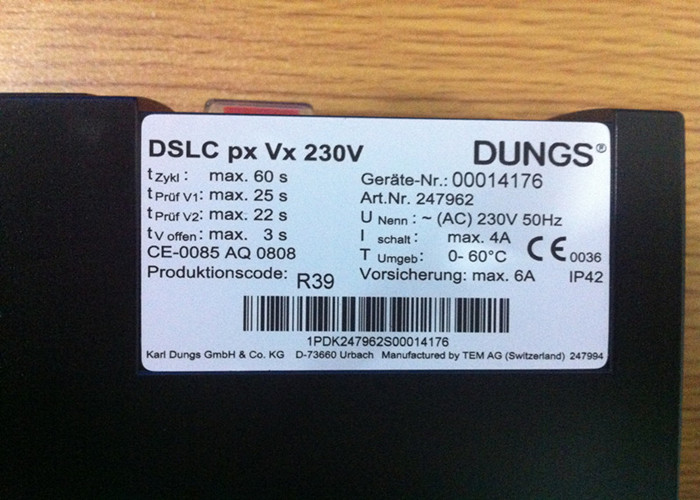 DSLC px Vx 230V
DUNGS®
tZykl : max. 60 s
tPrüf V1: max. 25 s
tPrüf V2: max. 22 s
tV offen: max. 3 s
CE-0085 AQ 0808
Produktionscode: R39
Geräte-Nr.: 00014176
Art.Nr. 247962
U Nenn : ~ (AC) 230V 50Hz
I schalt : max. 4A
T Umgeb : 0- 60°C
CE 0036
Vorsicherung: max. 6A IP42
1PDK247962S00014176
Karl Dungs GmbH & Co. KG D-73660 Urbach Manufactured by TEM AG (Switzerland) 247994